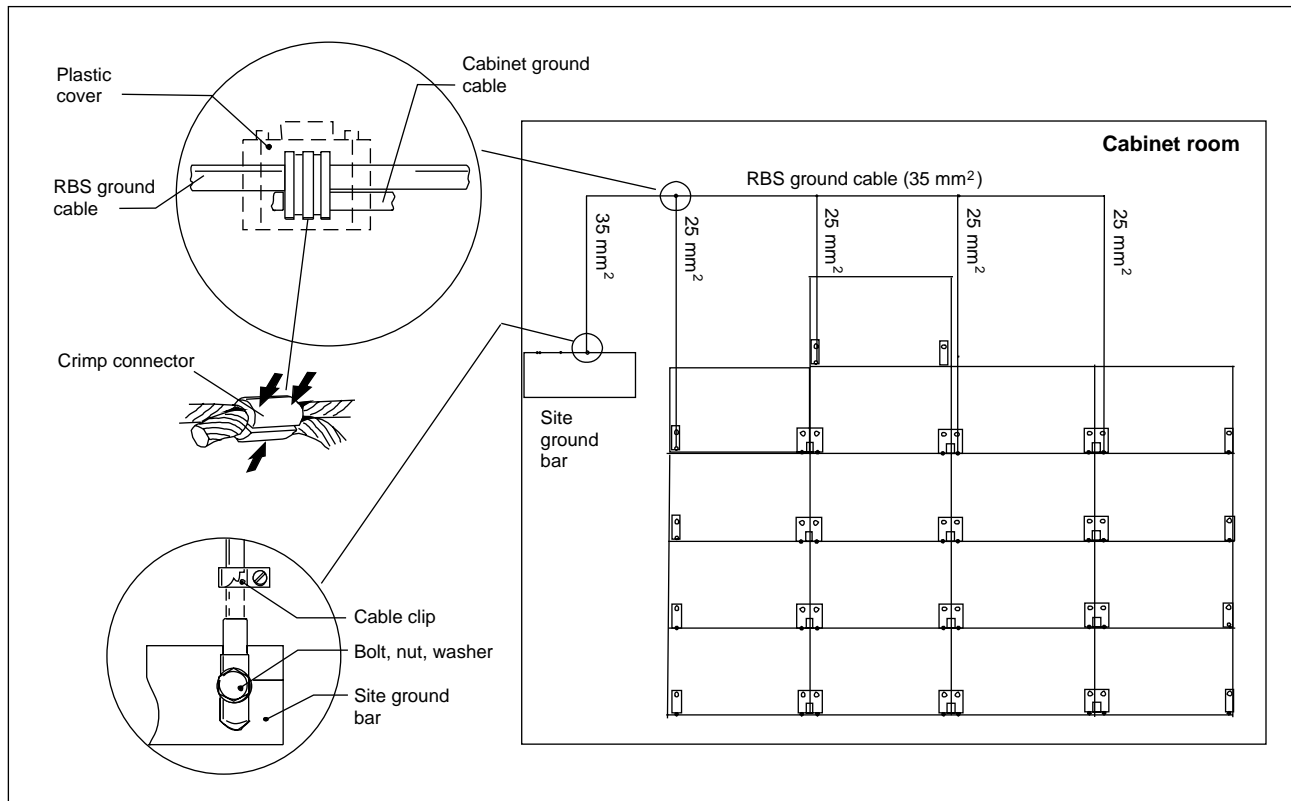 Plastic
cover
Cabinet ground
cable
RBS ground
cable
Crimp connector
Cable clip
Bolt, nut, washer
Site ground
bar
Cabinet room
RBS ground cable (35 mm²)
35 mm²
25 mm²
25 mm²
25 mm²
25 mm²
Site
ground
bar